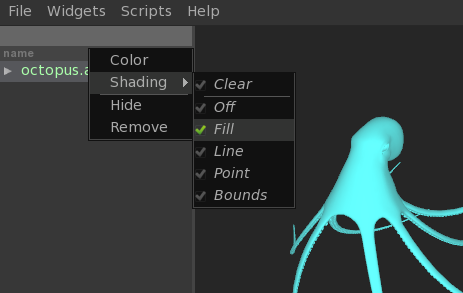 File Widgets Scripts Help
name
octopus.a
Color
Shading
Hide
Remove
Clear
Off
Fill
Line
Point
Bounds